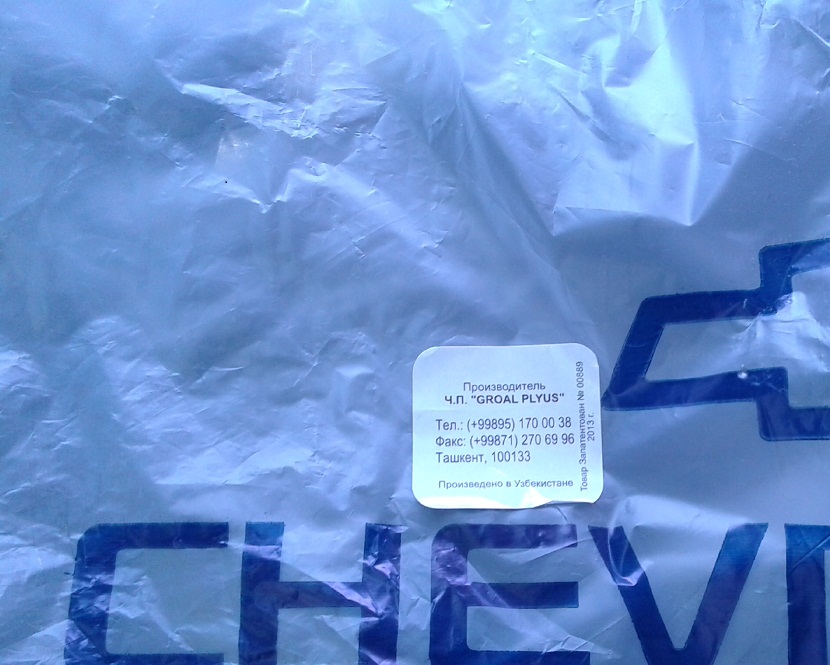 Производитель
Ч.П. "GROAL PLYUS"
Тел.: (+99895) 170 00 38
Факс: (+99871) 270 69 96
Ташкент, 100133
Произведено в Узбекистане
Товар Запатентован № 00889
2013 г.
CHEV